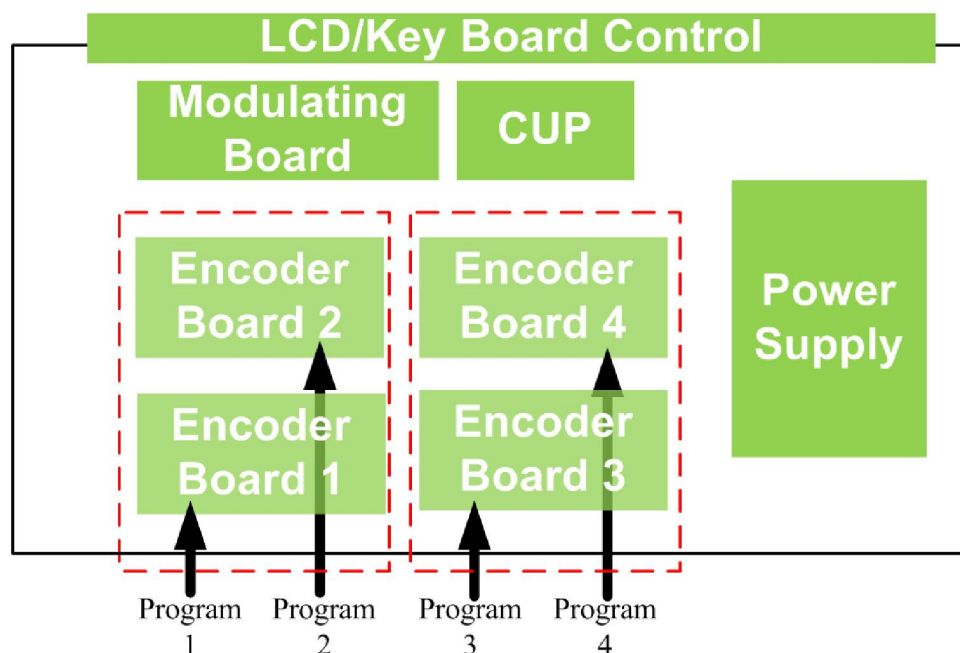 LCD/Key Board Control
Modulating
Board
CUP
Encoder
Board 2
Encoder
Board 4
Power
Supply
Encoder
Board 1
Encoder
Board 3
Program
1
Program
2
Program
3
Program
4